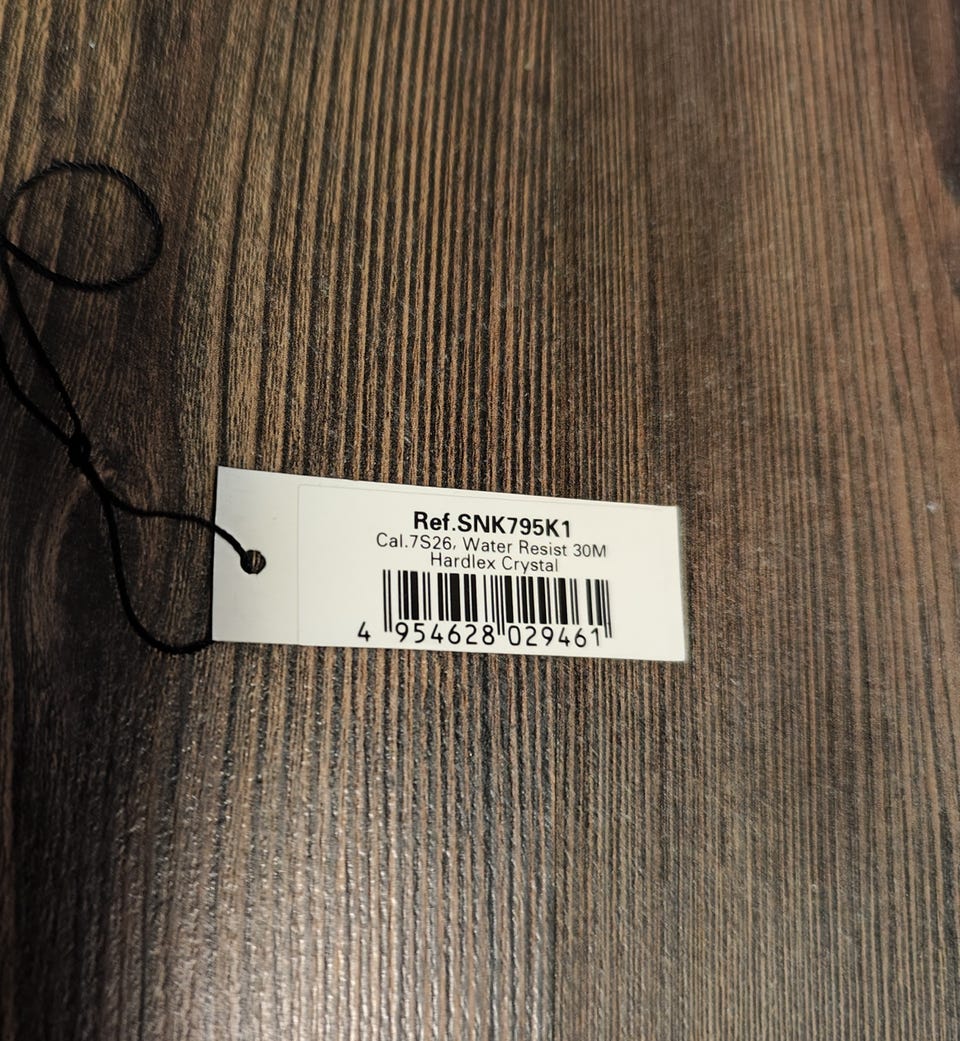 Ref.SNK795K1
Cal.7S26, Water Resist 30M
Hardlex Crystal
4 954628 029461